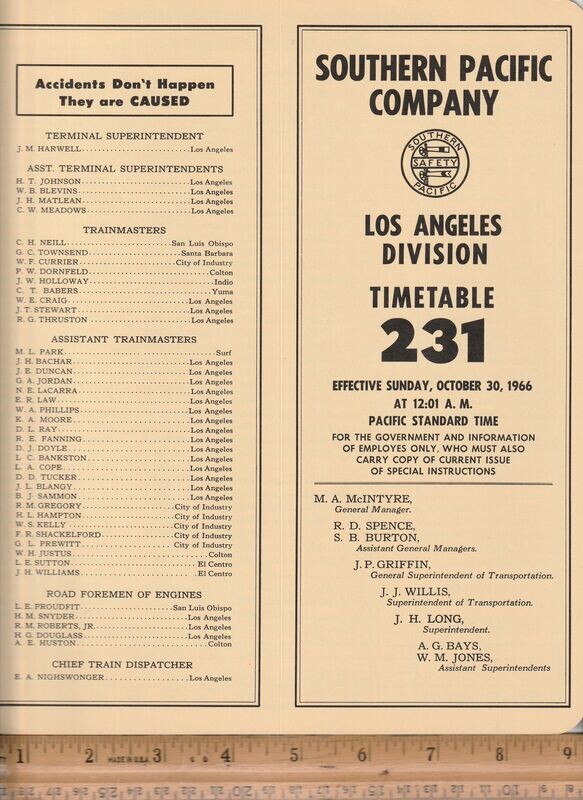 Accidents Don't Happen
They are CAUSED
TERMINAL SUPERINTENDENT
J. M. HARWELL Los Angeles
ASST. TERMINAL SUPERINTENDENTS
H. T. JOHNSON Los Angeles
W. B. BLEVINS Los Angeles
J. H. MATLEAN Los Angeles
C. W. MEADOWS Los Angeles
TRAINMASTERS
C. H. NEILL San Luis Obispo
G. C. TOWNSEND Santa Barbara
W. F. CURRIER City of Industry
P. W. DORNFELD Colton
J. W. HOLLOWAY Indio
C. T. BABERS Yuma
W. E. CRAIG Los Angeles
J. T. STEWART Los Angeles
R. G. THRUSTON Los Angeles
ASSISTANT TRAINMASTERS
M. L. PARK Surf
J. H. BACHAR Los Angeles
J. E. DUNCAN Los Angeles
G. A. JORDAN Los Angeles
N. E. LaCARRA Los Angeles
E. R. LAW Los Angeles
W. A. PHILLIPS Los Angeles
K. A. MOORE Los Angeles
D. L. RAY Los Angeles
R. E. FANNING Los Angeles
D. J. DOYLE Los Angeles
L. C. BANKSTON Los Angeles
L. A. COPE Los Angeles
D. D. TUCKER Los Angeles
J. L. BLANGY Los Angeles
B. J SAMMON Los Angeles
R. M. GREGORY City of Industry
H. L. HAMPTON City of Industry
W. S. KELLY City of Industry
F. R. SHACKELFORD City of Industry
G. L. PREWITT City of Industry
W. H. JUSTUS Colton
L. E. SUTTON El Centro
J. H. WILLIAMS El Centro
ROAD FOREMEN OF ENGINES
L. E. PROUDFIT San Luis Obispo
H. M. SNYDER Los Angeles
R. M. ROBERTS, JR. Los Angeles
H. G. DOUGLASS Los Angeles
A. E. HUSTON Colton
CHIEF TRAIN DISPATCHER
E. A. NIGHSWONGER Los Angeles
SOUTHERN PACIFIC
COMPANY
SOUTHERN
SAFETY
PACIFIC
LOS ANGELES
DIVISION
TIMETABLE
231
EFFECTIVE SUNDAY, OCTOBER 30, 1966
AT 12:01 A. M.
PACIFIC STANDARD TIME
FOR THE GOVERNMENT AND INFORMATION
OF EMPLOYES ONLY, WHO MUST ALSO
CARRY COPY OF CURRENT ISSUE
OF SPECIAL INSTRUCTIONS
M. A. McINTYRE,
General Manager.
R. D. SPENCE,
S. B. BURTON,
Assistant General Managers.
J. P. GRIFFIN,
General Superintendent of Transportation.
J. J. WILLIS,
Superintendent of Transportation.
J. H. LONG,
Superintendent.
A. G. BAYS,
W. M. JONES,
Assistant Superintendents
1 2 MADE IN U.S.A. 3 4 5 6 7 8 9